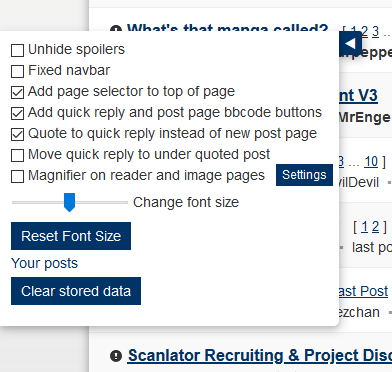 What's that manga called? [ 1 2 3 ...
Unhide spoilers
Fixed navbar
Add page selector to top of page
Add quick reply and post page bbcode buttons
Quote to quick reply instead of new post page
Move quick reply to under quoted post
Magnifier on reader and image pages Settings
Change font size
Reset Font Size
Your posts
Clear stored data
nt V3
MrEnge
3 ... 10 ]
vilDevil
[ 1 2 ]
last po
ast Post
ezchan
Scanlator Recruiting & Project Disc